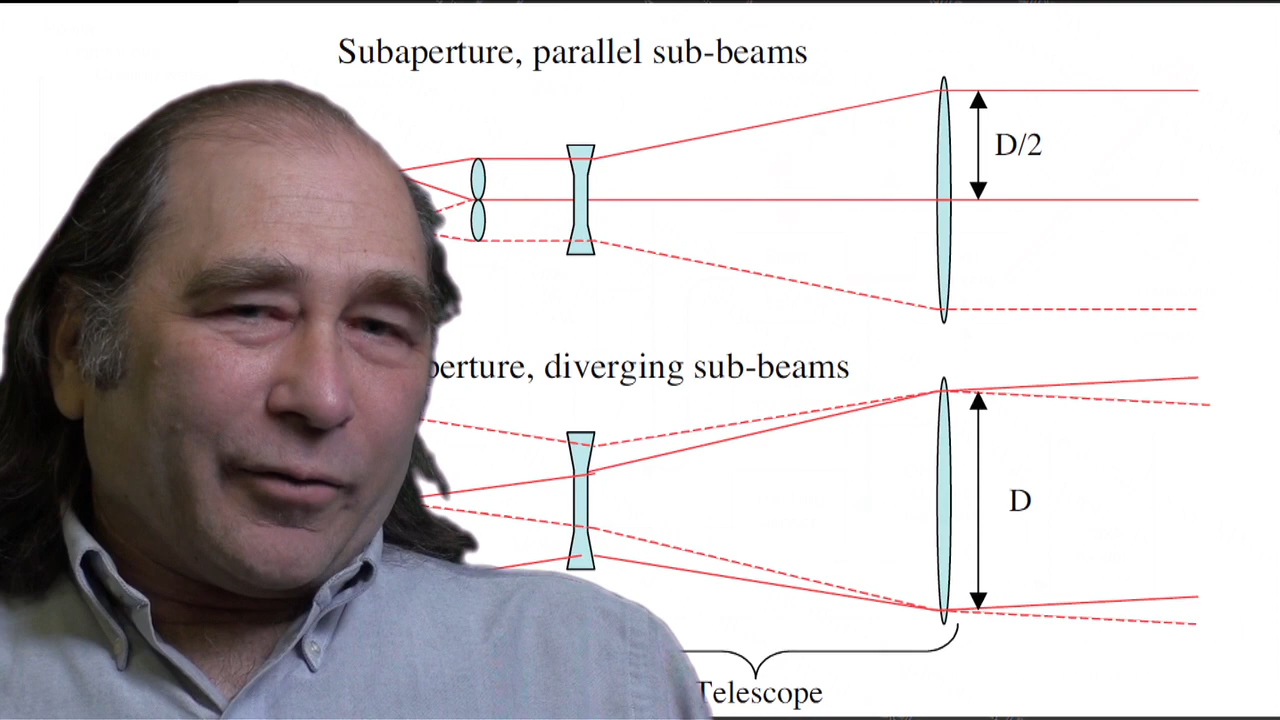 Subaperture, parallel sub-beams
D/2
perture, diverging sub-beams
D
Telescope